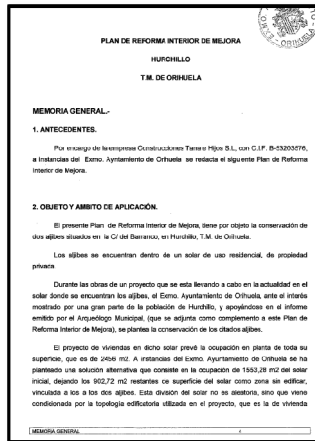 PLAN DE REFORMA INTERIOR DE MEJORA
HURCHILLO
T.M. DE ORIHUELA
MEMORIA GENERAL.-
1. ANTECEDENTES.
Por encargo de la empresa Construcciones Tarrare Hijos S.L, con C.I.F. B-53203576,
a instancias del Exmo. Ayuntamiento de Orihuela se redacta el siguiente Plan de Reforma
Interior de Mejora.
2. OBJETO Y AMBITO DE APLICACIÓN.
El presente Plan de Reforma Interior de Mejora, tiene por objeto la conservación de
dos aljibes situados en la C/ del Barranco, en Hurchillo, T.M. de Orihuela.
Los aljibes se encuentran dentro de un solar de uso residencial, de propiedad
privaca.
Durante las obras de un proyecto que se esta llevando a cabo en la actualidad en el
solar donde se encuentran los aljibes, el Exmo. Ayuntamiento de Orihuela, ante el interés
mostrado por una gran parte de la población de Hurchillo, y apoyándose en el informe
emitido por el Arqueólogo Municipal, (que se adjunta como complemento a este Plan de
Reforma Interior de Mejora), se plantea la conservación de los citados aljibes.
El proyecto de viviendas en dicho solar prevé la ocupación en planta de toda su
superficie, que es de 2456 m2. A instancias del Exmo. Ayuntamiento de Orihuela se ha
planteado una solución alternativa que consiste en la ocupación de 1553,28 m2 del solar
inicial, dejando los 902,72 m2 restantes de superficie del solar como zona sin edificar,
vinculada a los a los dos aljibes. Esta división del solar no es aleatoria, sino que viene
condicionada por la topología edificatoria utilizada en el proyecto, que es la de vivienda
MEMORIA GENERAL